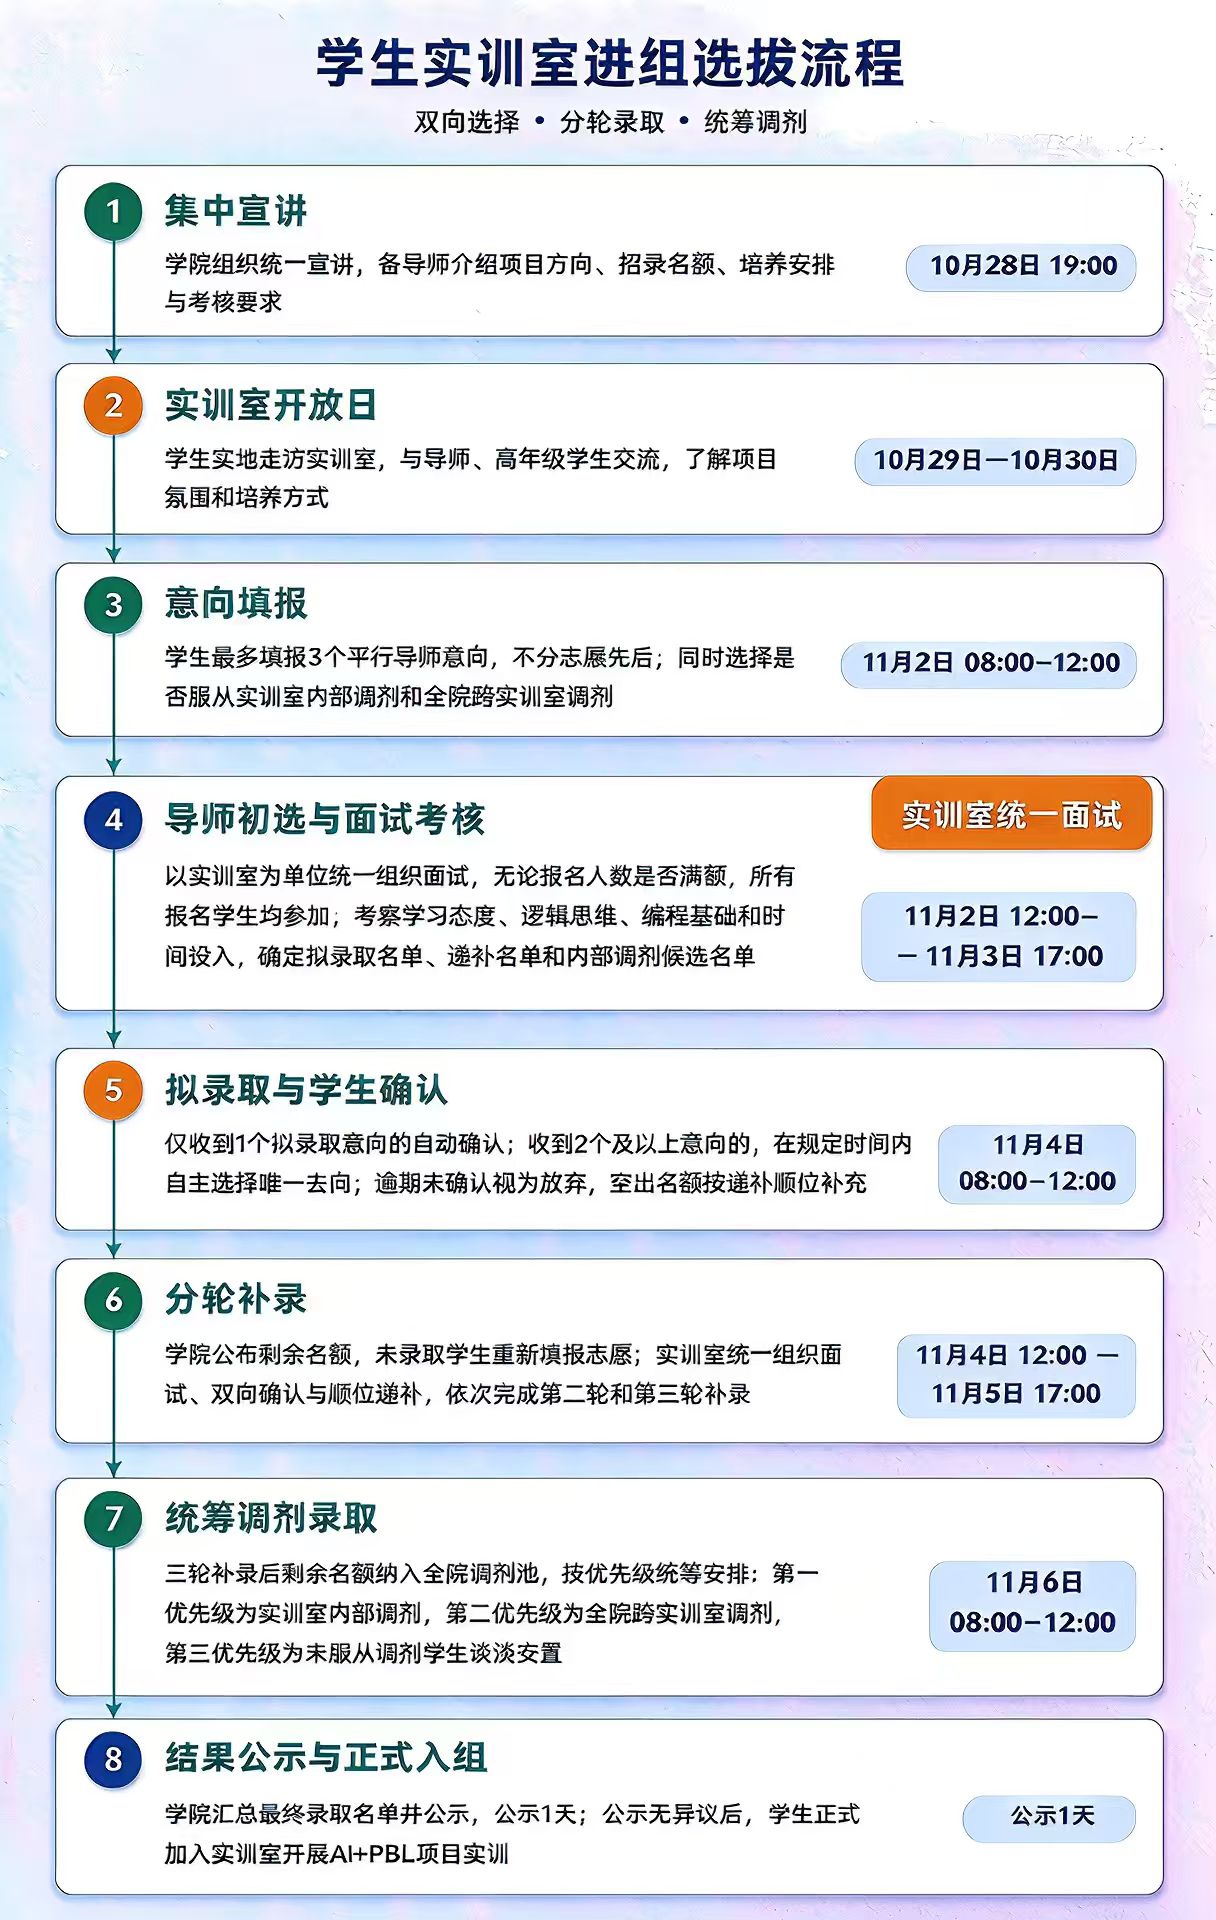 学生实训室进组选拔流程
双向选择 • 分轮录取 • 统筹调剂
1 集中宣讲
学院组织统一宣讲，备导师介绍项目方向、招录名额、培养安排
与考核要求
10月28日 19:00
2 实训室开放日
学生实地走访实训室，与导师、高年级学生交流，了解项目
氛围和培养方式
10月29日—10月30日
3 意向填报
学生最多填报3个平行导师意向，不分志愿先后；同时选择是
否服从实训室内部调剂和全院跨实训室调剂
11月2日 08:00–12:00
4 导师初选与面试考核
实训室统一面试
以实训室为单位统一组织面试，无论报名人数是否满额，所有
报名学生均参加；考察学习态度、逻辑思维、编程基础和时
间设入，确定拟录取名单、递补名单和内部调剂候选名单
11月2日 12:00–
— 11月3日 17:00
5 拟录取与学生确认
仅收到1个拟录取意向的自动确认；收到2个及以上意向的，在规定时间内
自主选择唯一去向；逾期未确认视为放弃，空出名额按递补顺位补充
11月4日
08:00–12:00
6 分轮补录
学院公布剩余名额，未录取学生重新填报志愿；实训室统一组织面
试、双向确认与顺位递补，依次完成第二轮和第三轮补录
11月4日 12:00 —
11月5日 17:00
7 统筹调剂录取
三轮补录后剩余名额纳入全院调剂池，按优先级统等安排：第一
优先级为实训室内部调剂，第二优先级为全院跨实训室调剂，
第三优先级为未服从调剂学生谈淡安置
11月6日
08:00–12:00
8 结果公示与正式入组
学院汇总最终录取名单井公示，公示1天；公示无异议后，学生正式
加入实训室开展AI+PBL项目实训
公示1天